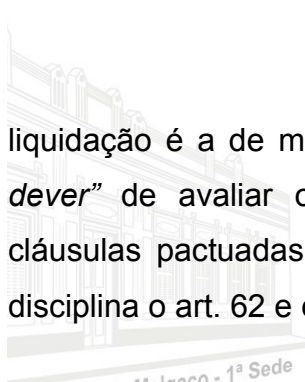 liquidação é a de m
dever” de avaliar
cláusulas pactuadas
disciplina o art. 62 e
- 1ª Sede